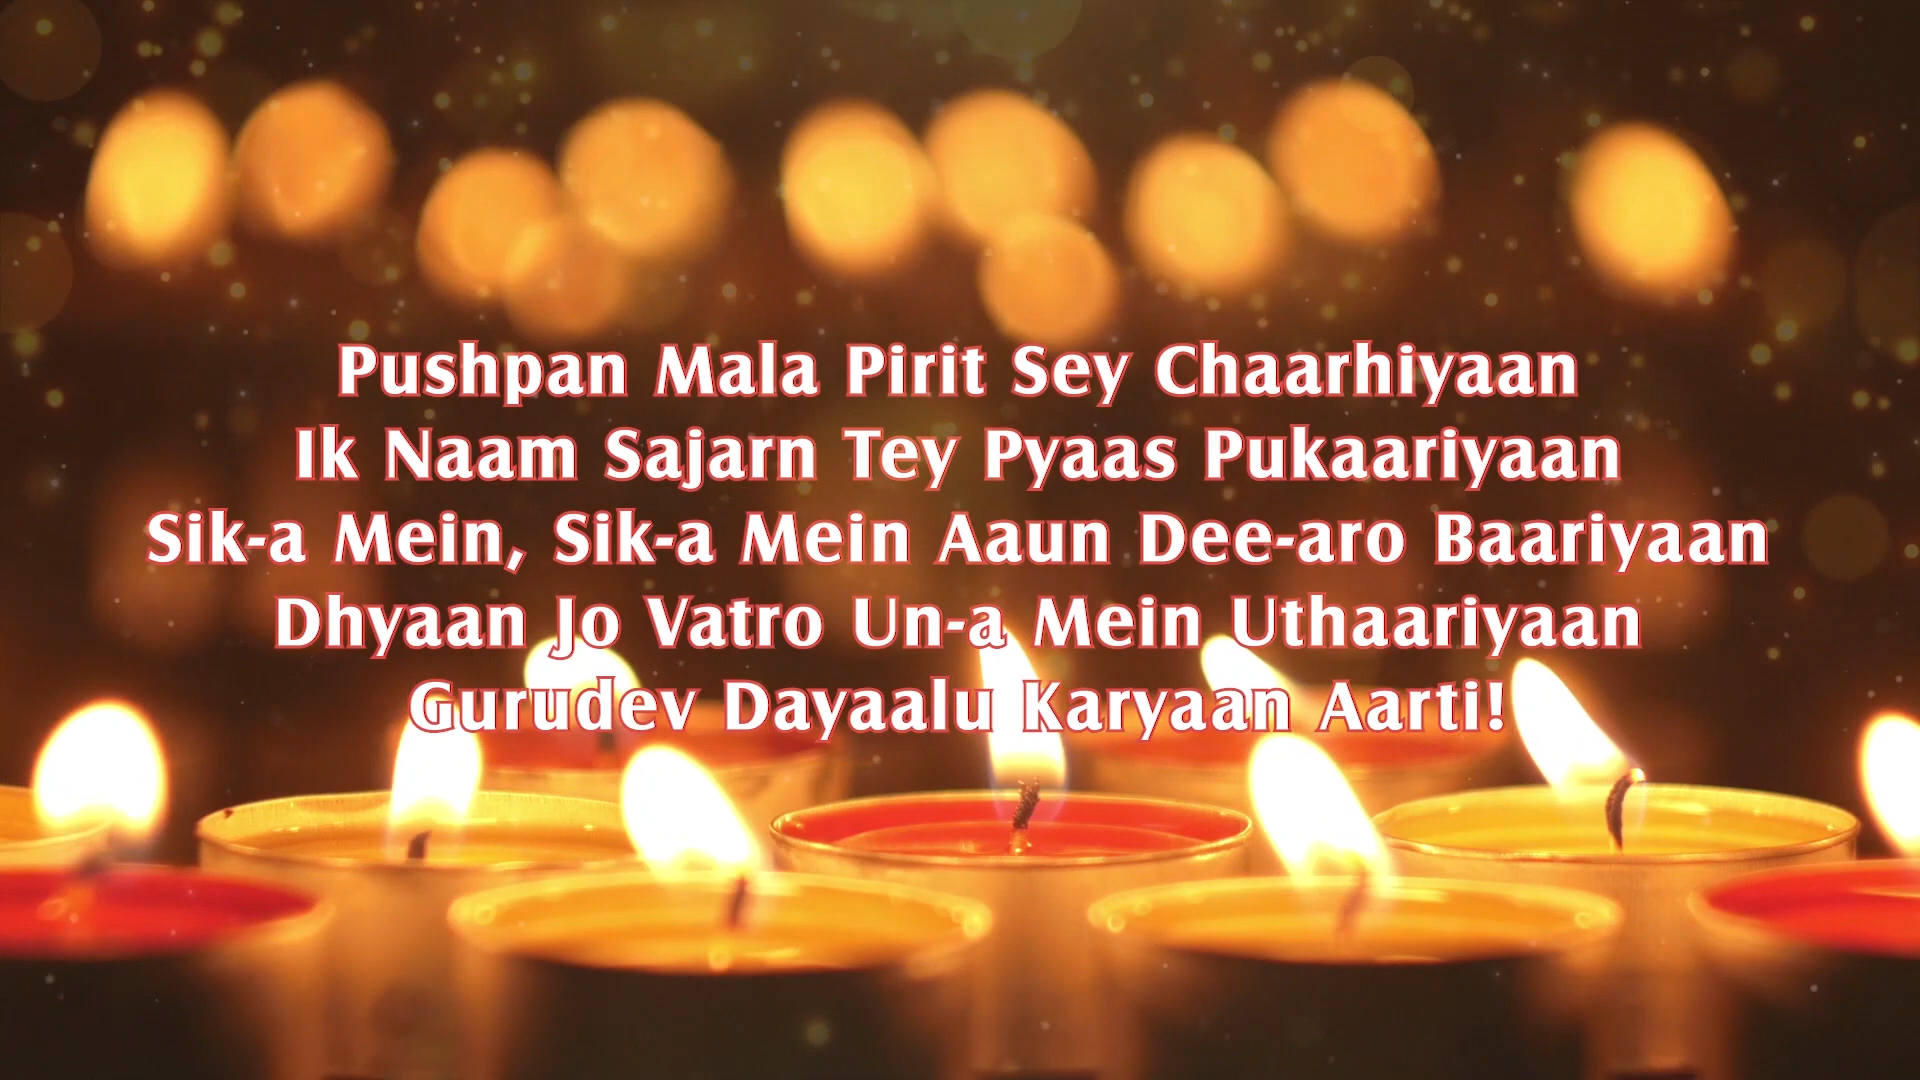 Pushpan Mala Pirit Sey Chaarhiyaan
Ik Naam Sajarn Tey Pyaas Pukaariyaan
Sik-a Mein, Sik-a Mein Aaun Dee-aro Baariyaan
Dhyaan Jo Vatro Un-a Mein Uthaariyaan
Gurudev Dayaalu Karyaan Aarti!